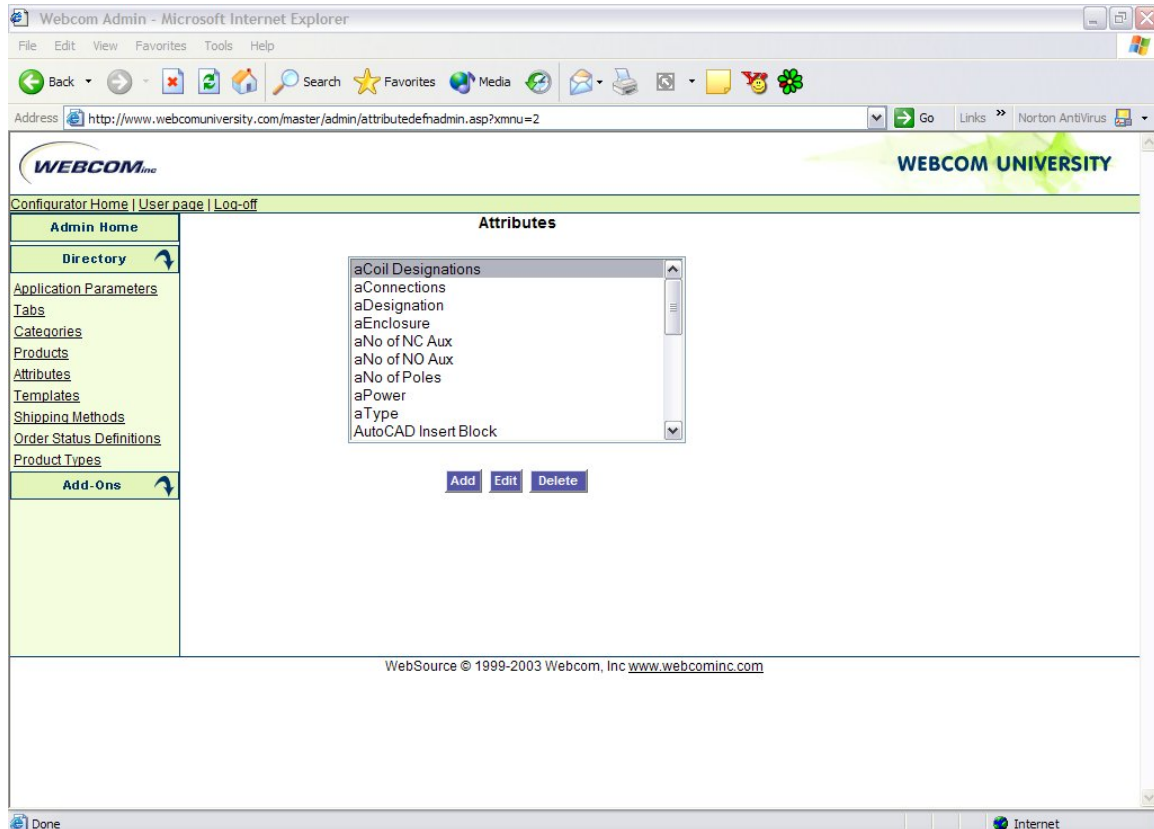 Webcom Admin - Microsoft Internet Explorer
File Edit View Favorites Tools Help
Back Search Favorites Media
Address http://www.webcomuniversity.com/master/admin/attributedefnadmin.asp?xmnu=2 Go Links » Norton AntiVirus
WEBCOM inc WEBCOM UNIVERSITY
Configurator Home | User page | Log-off
Admin Home
Directory
Application Parameters
Tabs
Categories
Products
Attributes
Templates
Shipping Methods
Order Status Definitions
Product Types
Add-Ons
Attributes
aCoil Designations
aConnections
aDesignation
aEnclosure
aNo of NC Aux
aNo of NO Aux
aNo of Poles
aPower
aType
AutoCAD Insert Block
Add Edit Delete
WebSource © 1999-2003 Webcom, Inc www.webcominc.com
Done Internet